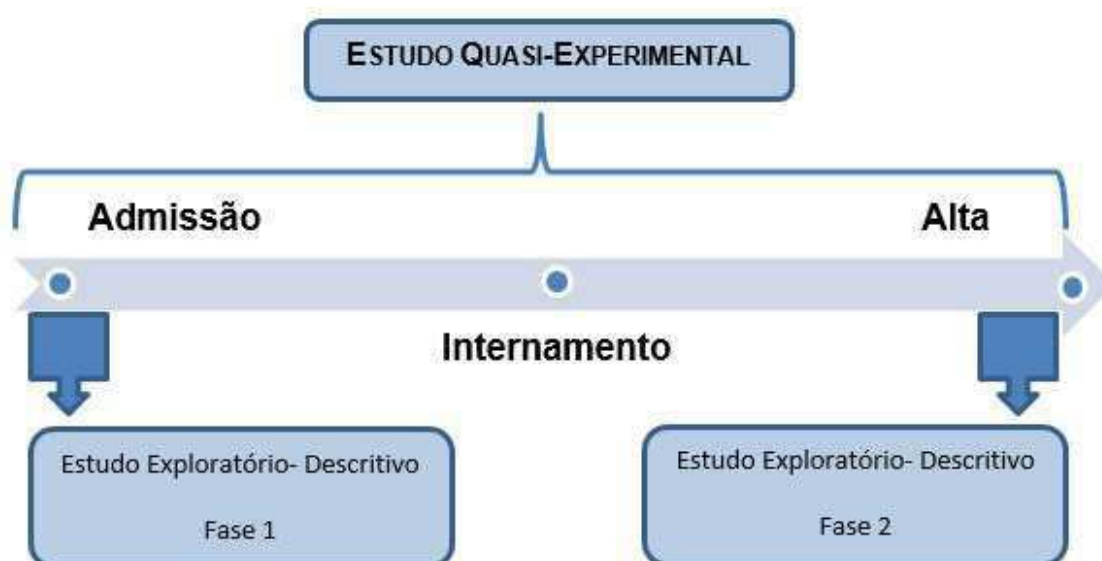 ESTUDO QUASI-EXPERIMENTAL
Admissão
Alta
Internamento
Estudo Exploratório- Descritivo
Fase 1
Estudo Exploratório- Descritivo
Fase 2